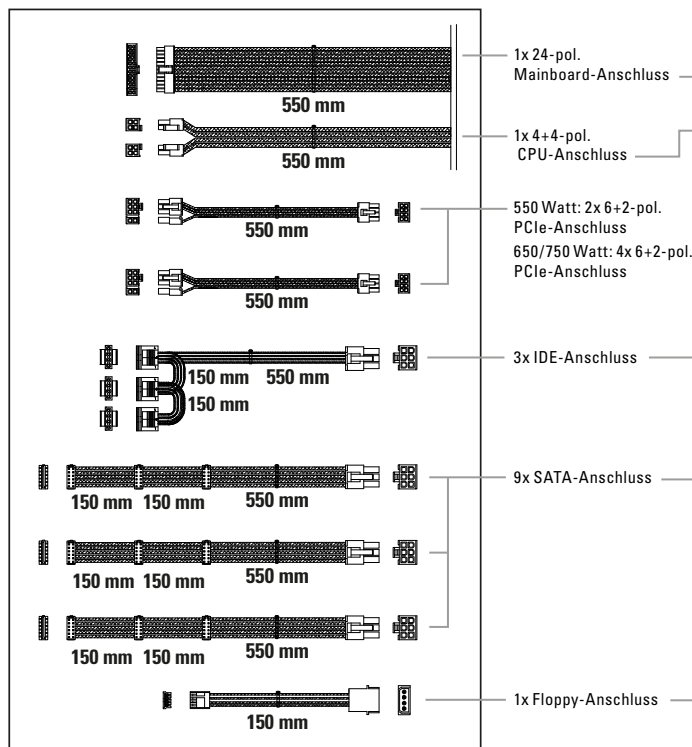 1x 24-pol.
Mainboard-Anschluss
550 mm
1x 4+4-pol.
CPU-Anschluss
550 mm
550 Watt: 2x 6+2-pol.
PCIe-Anschluss
650/750 Watt: 4x 6+2-pol.
PCIe-Anschluss
550 mm
550 mm
3x IDE-Anschluss
150 mm 550 mm
150 mm
9x SATA-Anschluss
150 mm 150 mm 550 mm
150 mm 150 mm 550 mm
150 mm 150 mm 550 mm
1x Floppy-Anschluss
150 mm